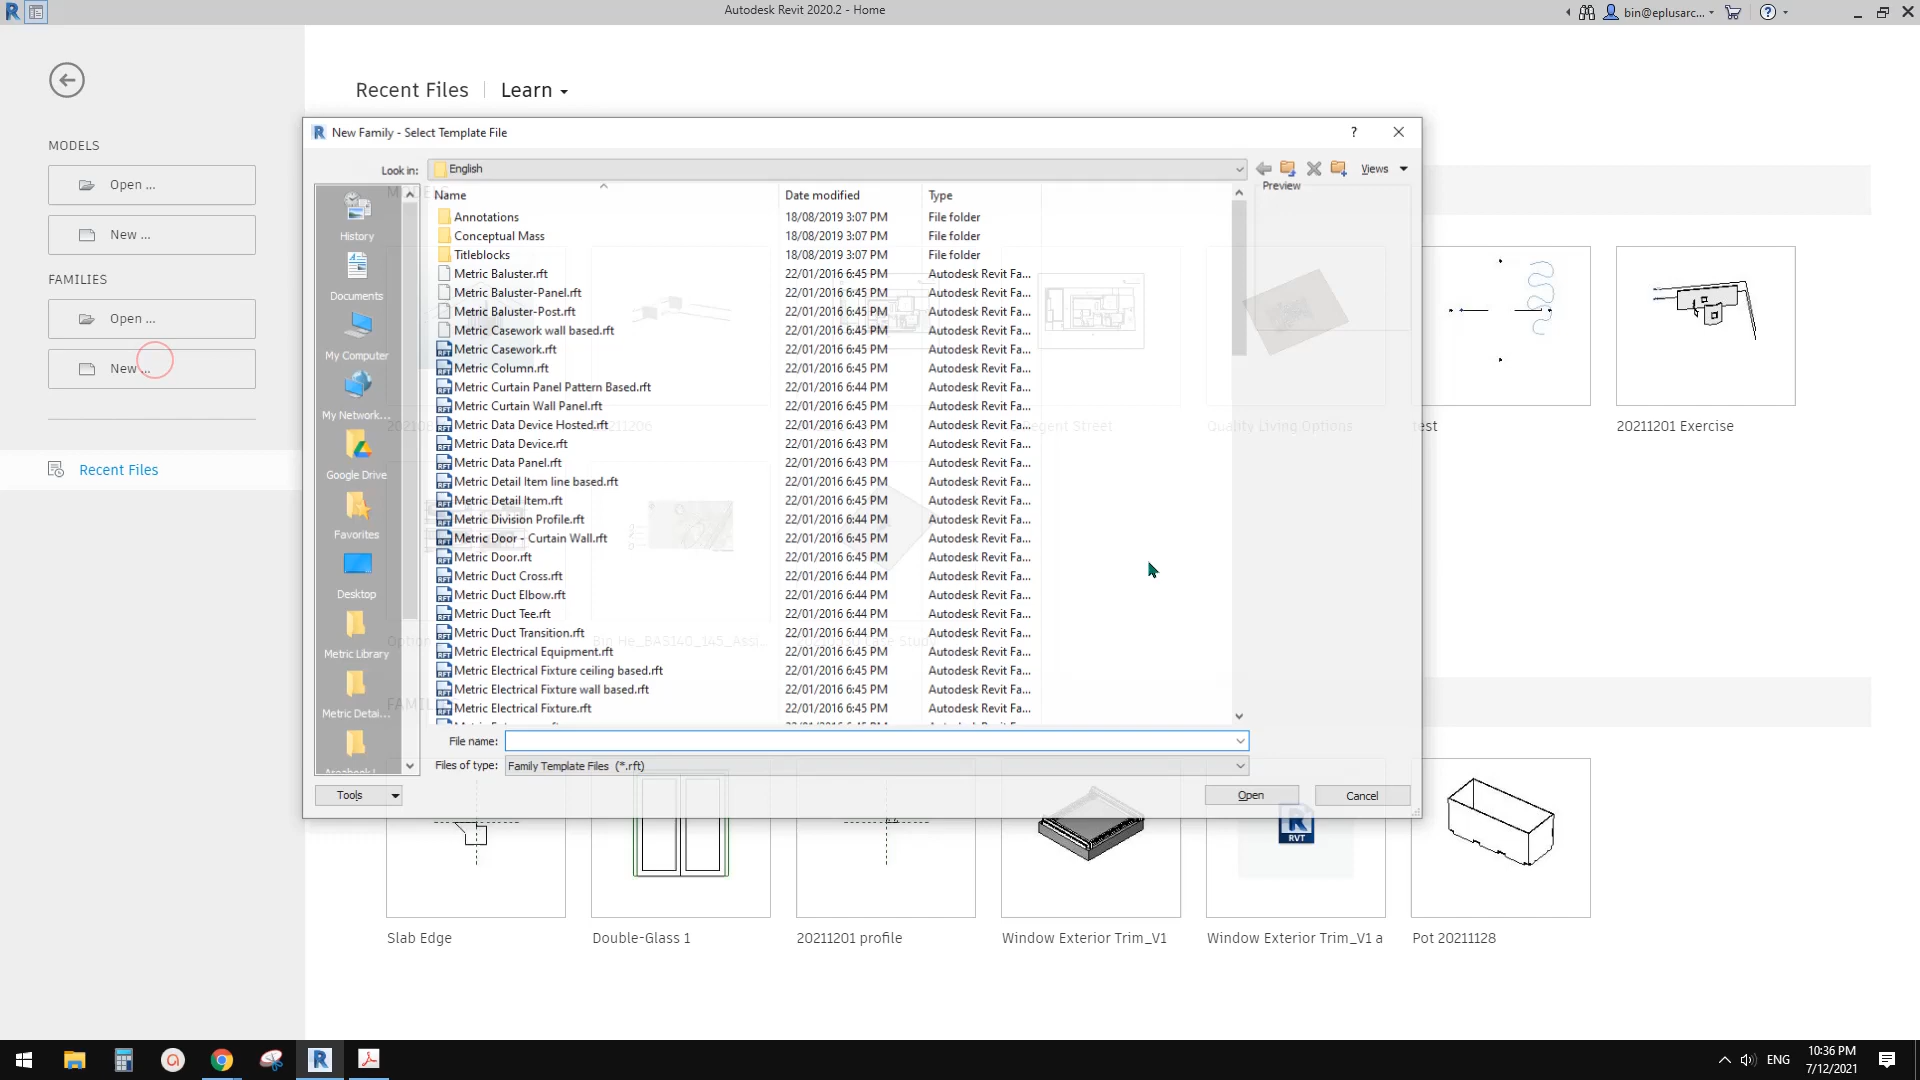 Autodesk Revit 2020.2 - Home
bin@eplusarc...
Recent Files
Learn
MODELS
Open ...
New ...
FAMILIES
Open ...
New ...
Recent Files
New Family - Select Template File
Look in:
English
Views
Preview
History
Documents
My Computer
My Network...
Google Drive
Favorites
Desktop
Metric Library
Metric Detai...
Name Date modified Type
Annotations 18/08/2019 3:07 PM File folder
Conceptual Mass 18/08/2019 3:07 PM File folder
Titleblocks 18/08/2019 3:07 PM File folder
Metric Baluster.rft 22/01/2016 6:45 PM Autodesk Revit Fa...
Metric Baluster-Panel.rft 22/01/2016 6:45 PM Autodesk Revit Fa...
Metric Baluster-Post.rft 22/01/2016 6:45 PM Autodesk Revit Fa...
Metric Casework wall based.rft 22/01/2016 6:45 PM Autodesk Revit Fa...
Metric Casework.rft 22/01/2016 6:45 PM Autodesk Revit Fa...
Metric Column.rft 22/01/2016 6:45 PM Autodesk Revit Fa...
Metric Curtain Panel Pattern Based.rft 22/01/2016 6:44 PM Autodesk Revit Fa...
Metric Curtain Wall Panel.rft 22/01/2016 6:45 PM Autodesk Revit Fa...
Metric Data Device Hosted.rft 22/01/2016 6:43 PM Autodesk Revit Fa...
Metric Data Device.rft 22/01/2016 6:43 PM Autodesk Revit Fa...
Metric Data Panel.rft 22/01/2016 6:43 PM Autodesk Revit Fa...
Metric Detail Item line based.rft 22/01/2016 6:45 PM Autodesk Revit Fa...
Metric Detail Item.rft 22/01/2016 6:45 PM Autodesk Revit Fa...
Metric Division Profile.rft 22/01/2016 6:44 PM Autodesk Revit Fa...
Metric Door - Curtain Wall.rft 22/01/2016 6:45 PM Autodesk Revit Fa...
Metric Door.rft 22/01/2016 6:45 PM Autodesk Revit Fa...
Metric Duct Cross.rft 22/01/2016 6:44 PM Autodesk Revit Fa...
Metric Duct Elbow.rft 22/01/2016 6:44 PM Autodesk Revit Fa...
Metric Duct Tee.rft 22/01/2016 6:44 PM Autodesk Revit Fa...
Metric Duct Transition.rft 22/01/2016 6:44 PM Autodesk Revit Fa...
Metric Electrical Equipment.rft 22/01/2016 6:45 PM Autodesk Revit Fa...
Metric Electrical Fixture ceiling based.rft 22/01/2016 6:45 PM Autodesk Revit Fa...
Metric Electrical Fixture wall based.rft 22/01/2016 6:45 PM Autodesk Revit Fa...
Metric Electrical Fixture.rft 22/01/2016 6:45 PM Autodesk Revit Fa...
File name:
Files of type: Family Template Files (*.rft)
Tools
Open
Cancel
Quality Living Options
test
20211201 Exercise
RVT
Slab Edge
Double-Glass 1
20211201 profile
Window Exterior Trim_V1
Window Exterior Trim_V1 a
Pot 20211128
ENG
10:36 PM
7/12/2021